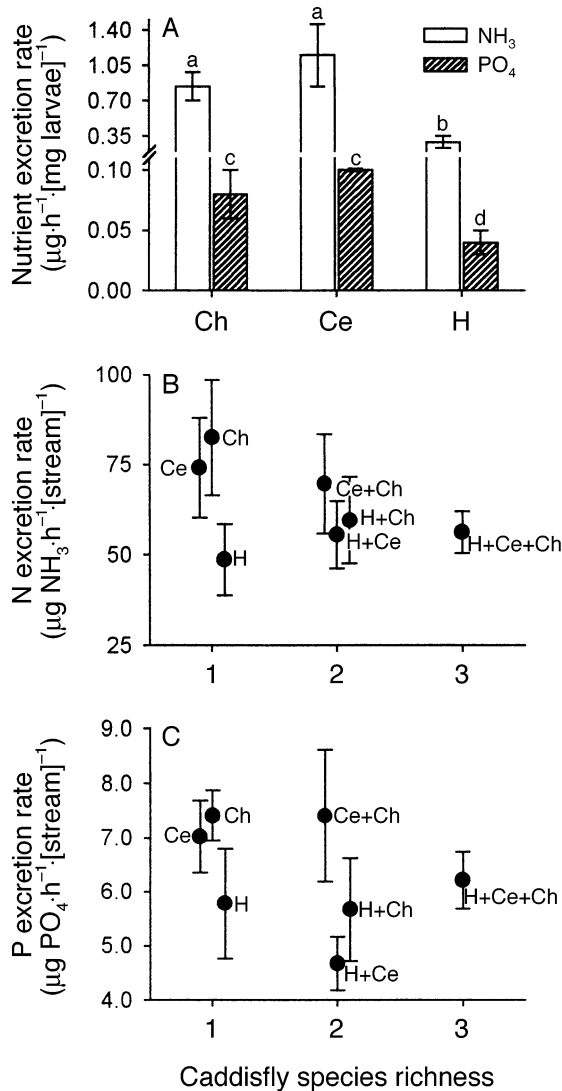 A
NH₃
PO₄
Nutrient excretion rate
(µg·h⁻¹·[mg larvae]⁻¹)
1.40
1.05
0.70
0.35
0.10
0.05
0.00
a
c
a
c
b
d
Ch
Ce
H
B
N excretion rate
(µg NH₃·h⁻¹·[stream]⁻¹)
100
75
50
25
Ce
Ch
H
Ce+Ch
H+Ch
H+Ce
H+Ce+Ch
1
2
3
C
P excretion rate
(µg PO₄·h⁻¹·[stream]⁻¹)
9.0
8.0
7.0
6.0
5.0
4.0
Ce
Ch
H
Ce+Ch
H+Ch
H+Ce
H+Ce+Ch
1
2
3
Caddisfly species richness